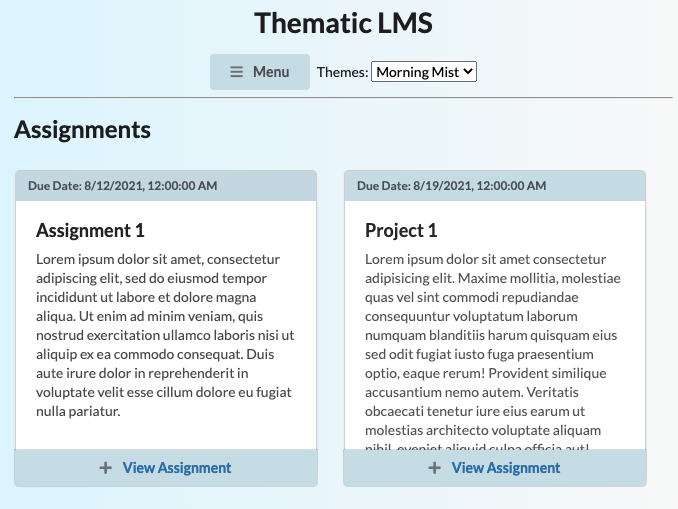 Thematic LMS
Menu Themes: Morning Mist
Assignments
Due Date: 8/12/2021, 12:00:00 AM
Assignment 1
Lorem ipsum dolor sit amet, consectetur
adipiscing elit, sed do eiusmod tempor
incididunt ut labore et dolore magna
aliqua. Ut enim ad minim veniam, quis
nostrud exercitation ullamco laboris nisi ut
aliquip ex ea commodo consequat. Duis
aute irure dolor in reprehenderit in
voluptate velit esse cillum dolore eu fugiat
nulla pariatur.
View Assignment
Due Date: 8/19/2021, 12:00:00 AM
Project 1
Lorem ipsum dolor sit amet consectetur
adipisicing elit. Maxime mollitia, molestiae
quas vel sint commodi repudiandae
consequuntur voluptatum laborum
numquam blanditiis harum quisquam eius
sed odit fugiat iusto fuga praesentium
optio, eaque rerum! Provident similique
accusantium nemo autem. Veritatis
obcaecati tenetur iure eius earum ut
molestias architecto voluptate aliquam
nihil, eveniet aliquid culpa officia aut!
View Assignment